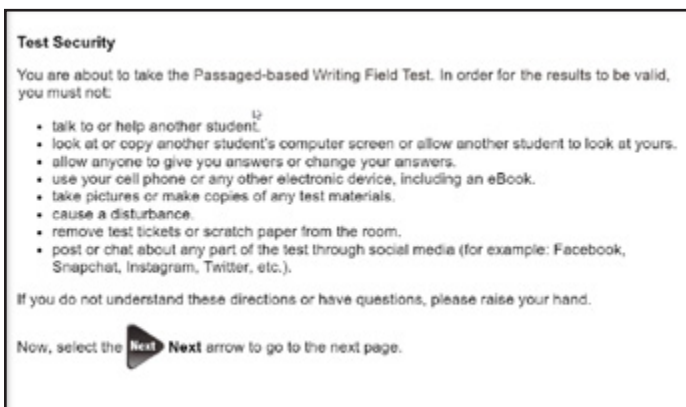 Test Security
You are about to take the Passaged-based Writing Field Test. In order for the results to be valid,
you must not:
• talk to or help another student.
• look at or copy another student's computer screen or allow another student to look at yours.
• allow anyone to give you answers or change your answers.
• use your cell phone or any other electronic device, including an eBook.
• take pictures or make copies of any test materials.
• cause a disturbance.
• remove test tickets or scratch paper from the room.
• post or chat about any part of the test through social media (for example: Facebook,
Snapchat, Instagram, Twitter, etc.).
If you do not understand these directions or have questions, please raise your hand.
Now, select the Next Next arrow to go to the next page.